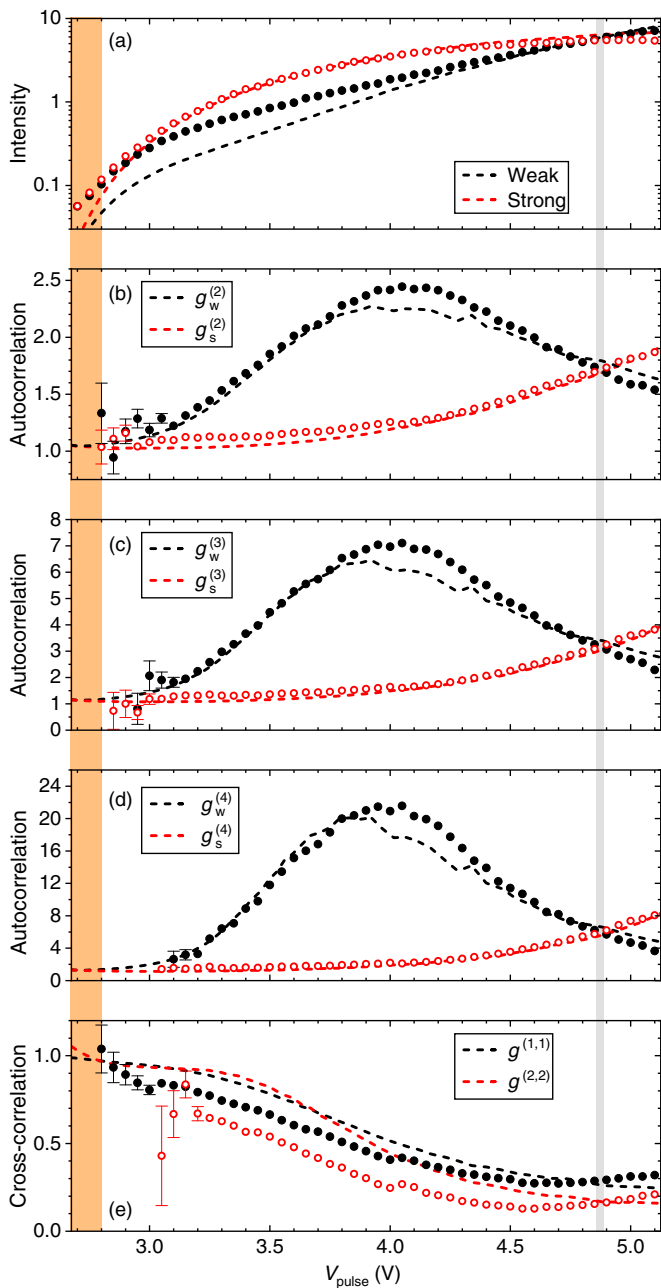 10
1
0.1
Intensity
(a)
Weak
Strong
2.5
2.0
1.5
1.0
Autocorrelation
(b)
g_w^(2)
g_s^(2)
8
7
6
5
4
3
2
1
0
Autocorrelation
(c)
g_w^(3)
g_s^(3)
24
20
16
12
8
4
0
Autocorrelation
(d)
g_w^(4)
g_s^(4)
1.0
0.5
0.0
Cross-correlation
(e)
g^(1,1)
g^(2,2)
3.0 3.5 4.0 4.5 5.0
V_pulse (V)